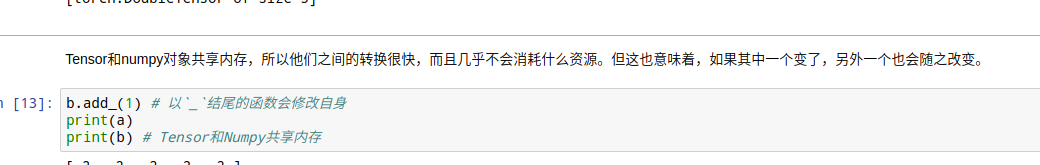 [torch.DoubleTensor of size 5]
Tensor和numpy对象共享内存，所以他们之间的转换很快，而且几乎不会消耗什么资源。但这也意味着，如果其中一个变了，另外一个也会随之改变。
n [13]: b.add_(1) # 以`_`结尾的函数会修改自身
print(a)
print(b) # Tensor和Numpy共享内存